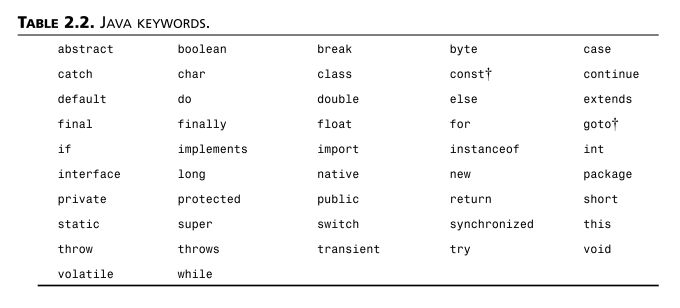 TABLE 2.2. JAVA KEYWORDS.
abstract boolean break byte case
catch char class const† continue
default do double else extends
final finally float for goto†
if implements import instanceof int
interface long native new package
private protected public return short
static super switch synchronized this
throw throws transient try void
volatile while